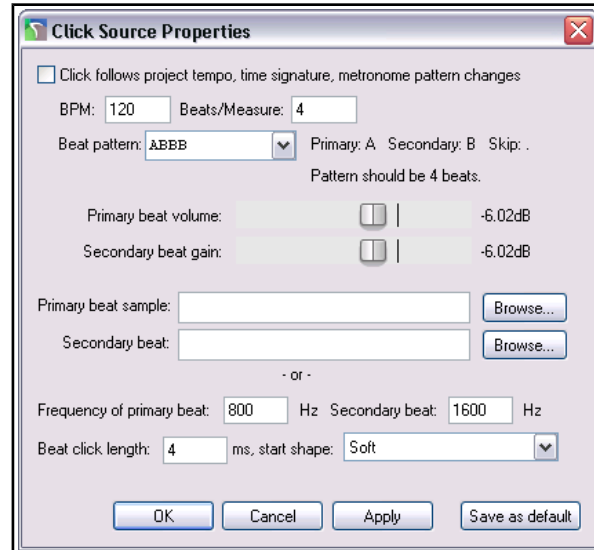 Click Source Properties
Click follows project tempo, time signature, metronome pattern changes
BPM: 120 Beats/Measure: 4
Beat pattern: ABBB Primary: A Secondary: B Skip: .
Pattern should be 4 beats.
Primary beat volume: -6.02dB
Secondary beat gain: -6.02dB
Primary beat sample: Browse...
Secondary beat: Browse...
- or -
Frequency of primary beat: 800 Hz Secondary beat: 1600 Hz
Beat click length: 4 ms, start shape: Soft
OK Cancel Apply Save as default